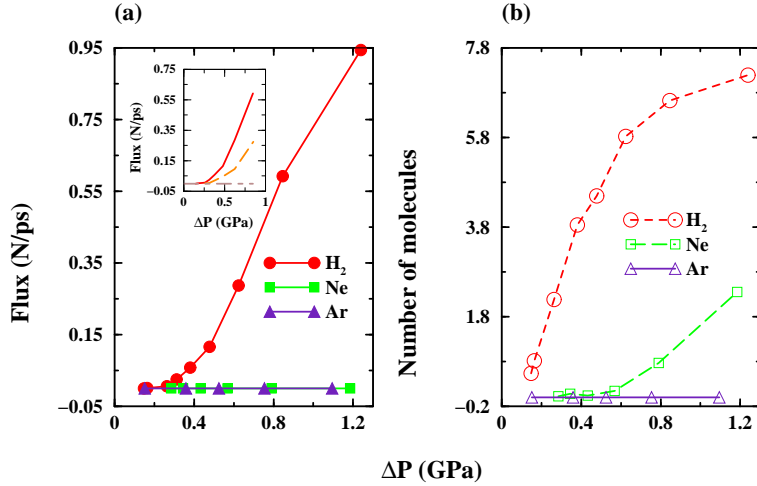 (a)
(b)
0.95
0.75
0.55
0.35
0.15
−0.05
0 0.4 0.8 1.2
Flux (N/ps)
0.75
0.55
0.35
0.15
−0.05
0 0.5 1
Flux (N/ps)
ΔP (GPa)
H2
Ne
Ar
7.8
5.8
3.8
1.8
−0.2
0 0.4 0.8 1.2
Number of molecules
H2
Ne
Ar
ΔP (GPa)